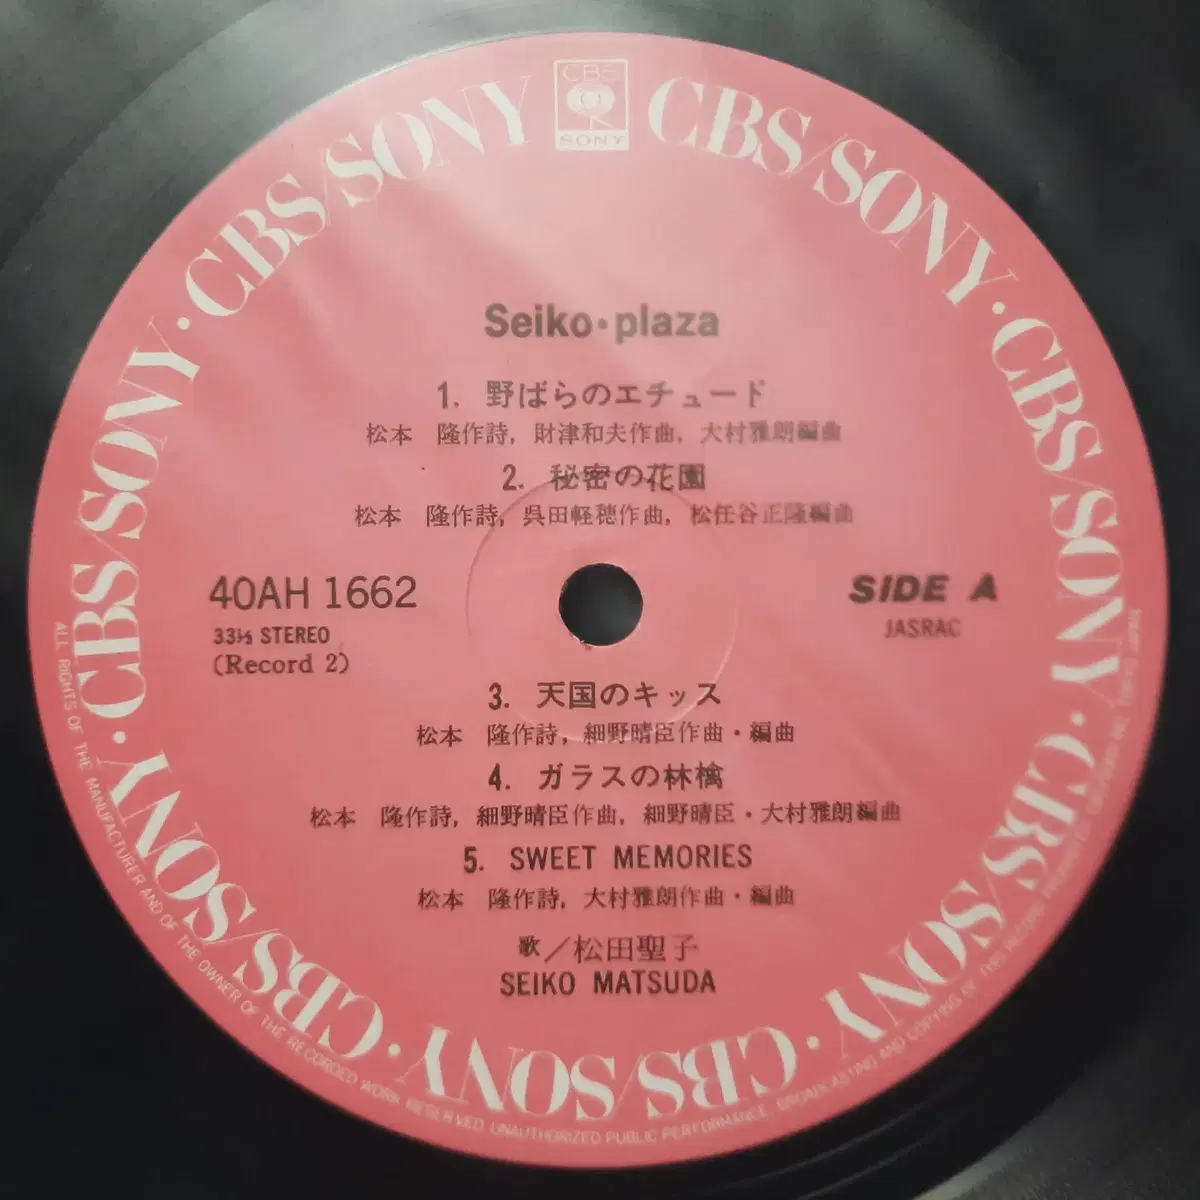 CBS
SONY
CBS/SONY · CBS/SONY · CBS/SONY · CBS/SONY · CBS/SONY · CBS/SONY · CBS/SONY · CBS/SONY
Seiko・plaza
1. 野ばらのエチュード
松本 隆作詩，財津和夫作曲，大村雅朗編曲
2. 秘密の花園
松本 隆作詩，呉田軽穂作曲，松任谷正隆編曲
40AH 1662
33⅓ STEREO
(Record 2)
SIDE A
JASRAC
3. 天国のキッス
松本 隆作詩，細野晴臣作曲・編曲
4. ガラスの林檎
松本 隆作詩，細野晴臣作曲，細野晴臣・大村雅朗編曲
5. SWEET MEMORIES
松本 隆作詩，大村雅朗作曲・編曲
歌／松田聖子
SEIKO MATSUDA
ALL RIGHTS OF THE MANUFACTURER AND OF THE OWNER OF THE RECORDED WORK RESERVED. UNAUTHORIZED PUBLIC PERFORMANCE, BROADCASTING AND COPYING OF THIS RECORD PROHIBITED.